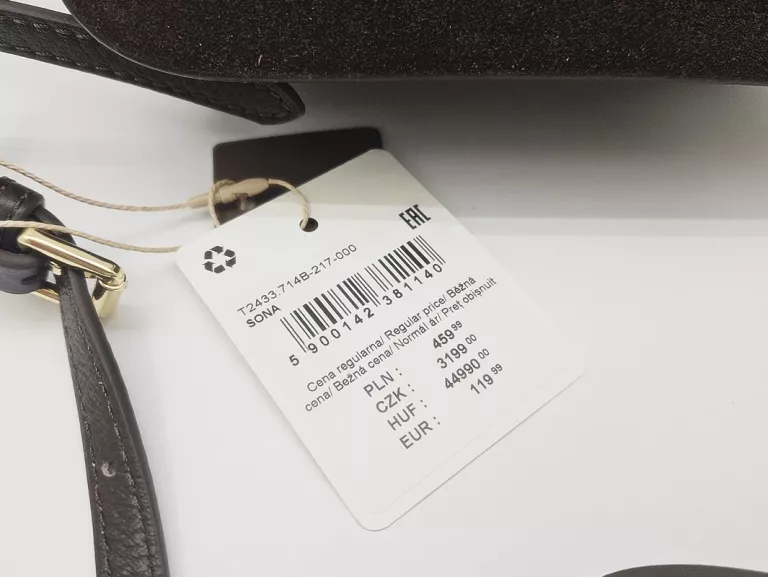 EAC
T2433.714B-217-000
SONA
5 900142 381140
Cena regularna/ Regular price/ Běžná
cena/ Bežná cena/ Normál ár/ Preț obișnuit
PLN : 459 99
CZK : 3199 00
HUF : 44990 00
EUR : 119 99